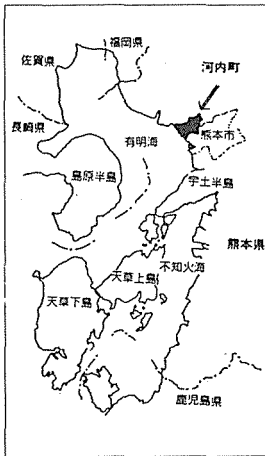 福岡県
佐賀県
河内町
長崎県
熊本市
有明海
島原半島
宇土半島
熊本県
天草上島
不知火海
天草下島
鹿児島県